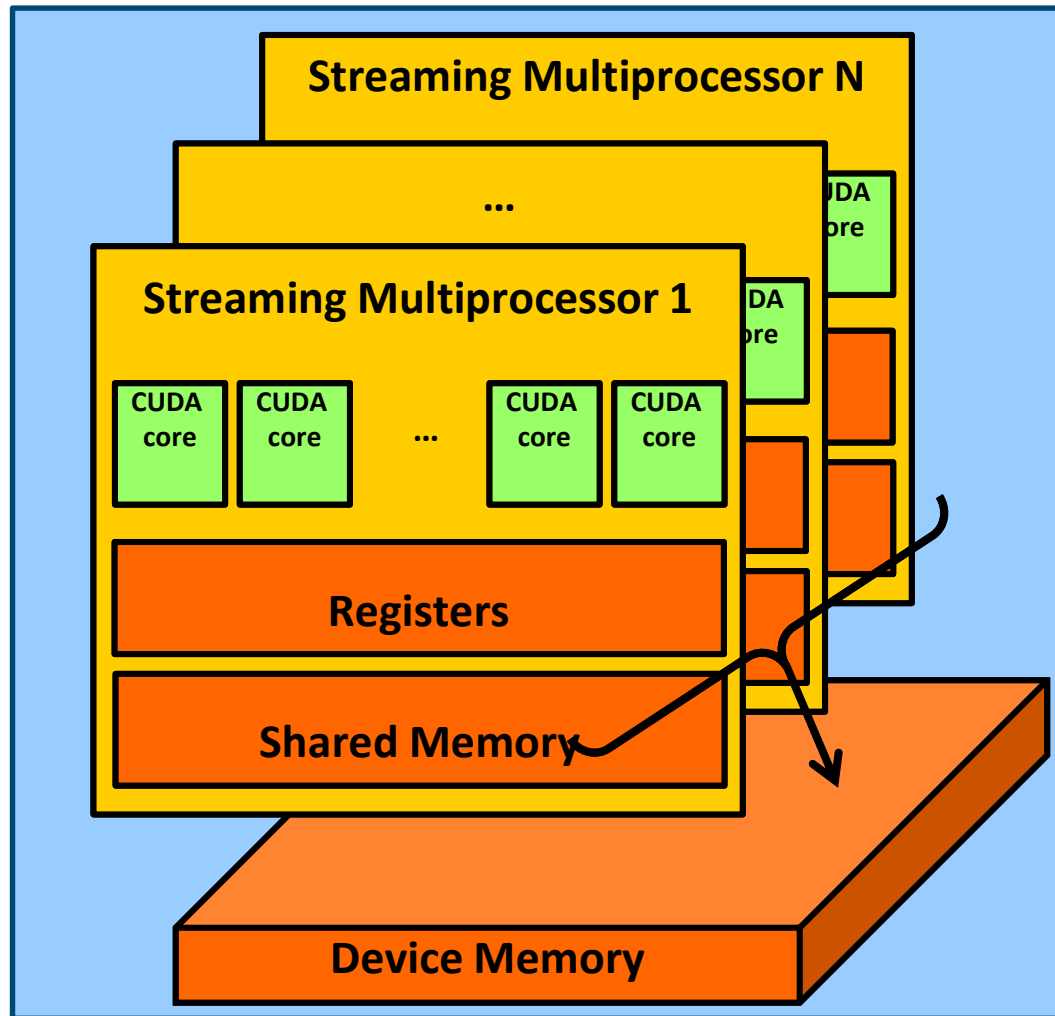 Streaming Multiprocessor N
...
Streaming Multiprocessor 1
CUDA
core
CUDA
core
...
CUDA
core
CUDA
core
Registers
Shared Memory
Device Memory